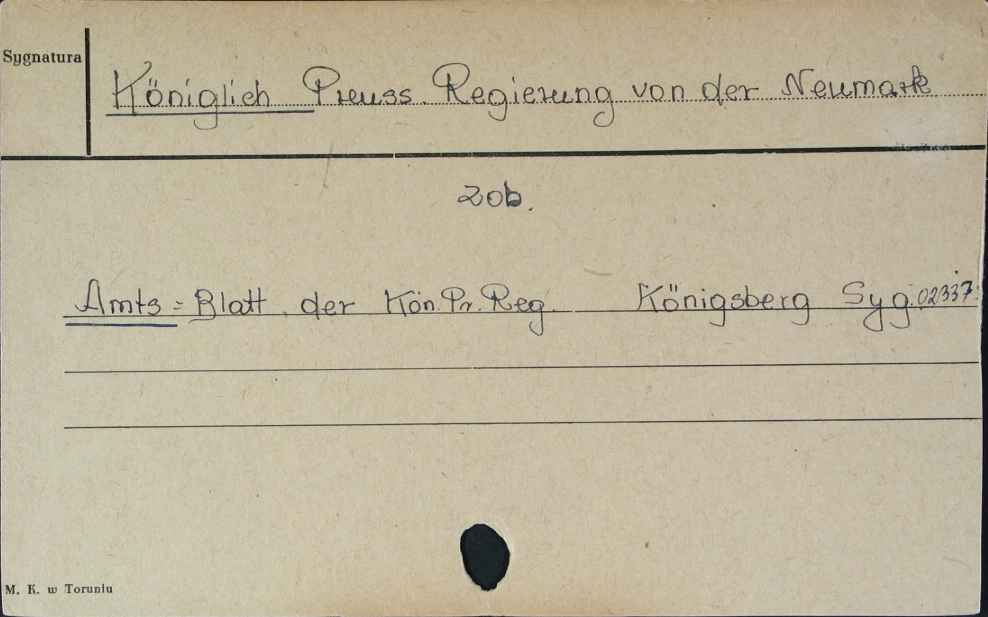 Sygnatura
Königlich Preuss. Regierung von der Neumark
zob.
Amts = Blatt der Kön. Pr. Reg. Königsberg Syg. 02337.
M. K. w Toruniu